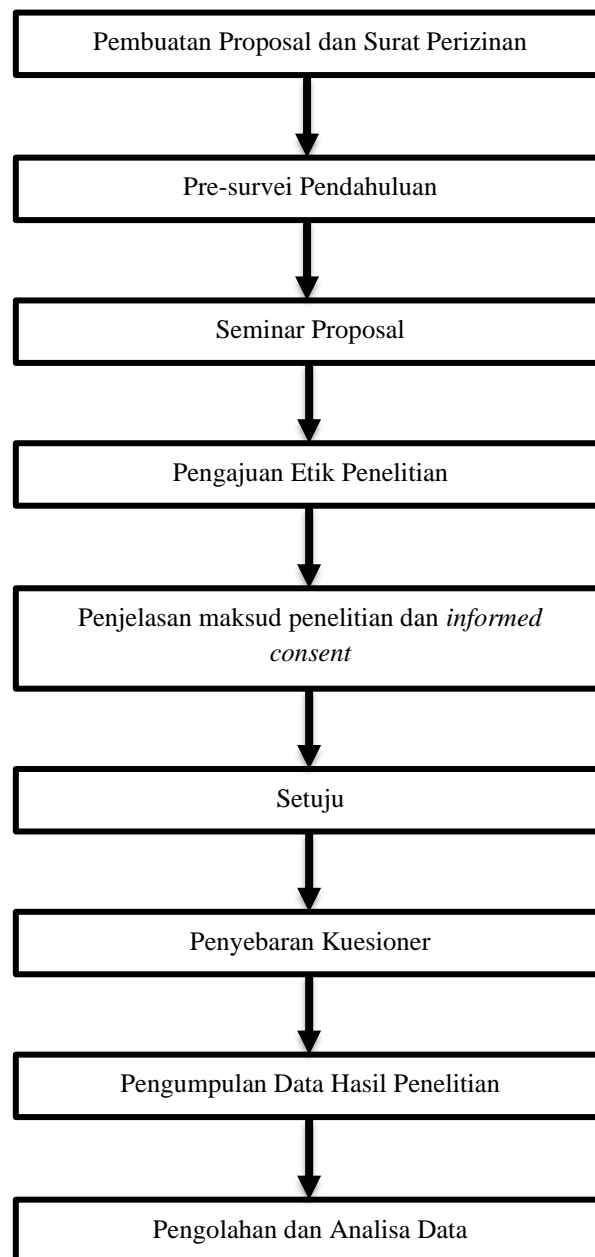 Pembuatan Proposal dan Surat Perizinan
Pre-survei Pendahuluan
Seminar Proposal
Pengajuan Etik Penelitian
Penjelasan maksud penelitian dan informed
consent
Setuju
Penyebaran Kuesioner
Pengumpulan Data Hasil Penelitian
Pengolahan dan Analisa Data